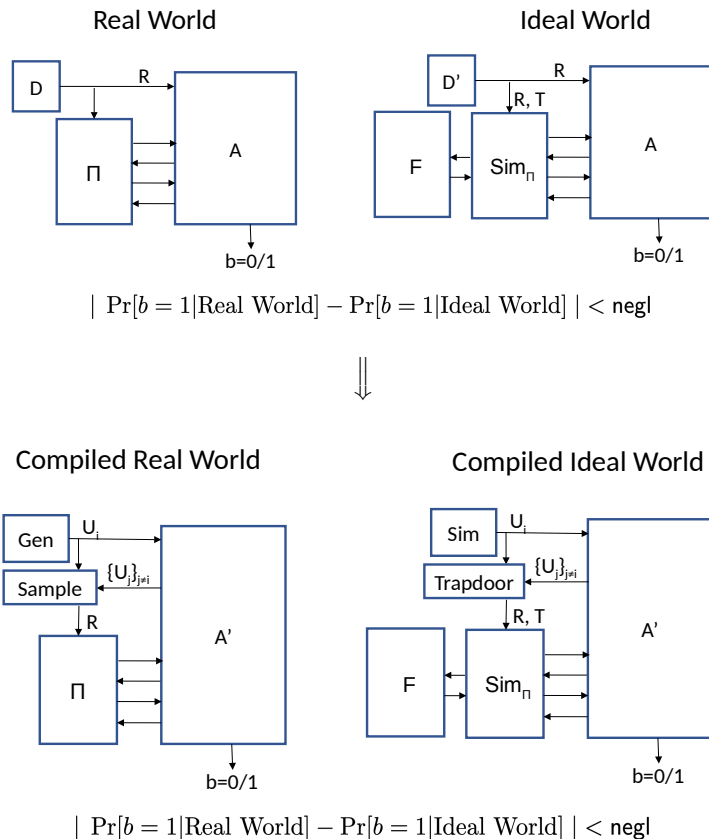 Real World
Ideal World
D
R
Π
A
b=0/1
D'
R
R, T
F
Sim_Π
A
b=0/1
| Pr[b = 1|Real World] − Pr[b = 1|Ideal World] | < negl
⇓
Compiled Real World
Compiled Ideal World
Gen
U_i
Sample
{U_j}_{j≠i}
R
Π
A'
b=0/1
Sim
U_i
Trapdoor
{U_j}_{j≠i}
R, T
F
Sim_Π
A'
b=0/1
| Pr[b = 1|Real World] − Pr[b = 1|Ideal World] | < negl